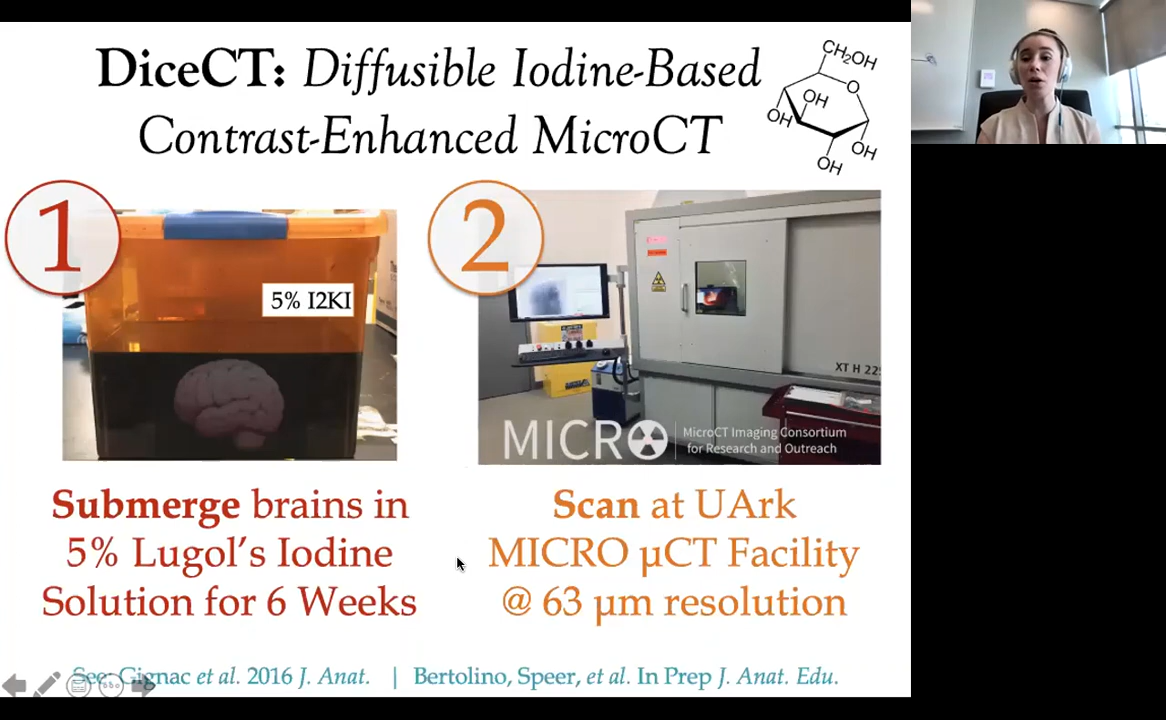 DiceCT: Diffusible Iodine-Based
Contrast-Enhanced MicroCT
CH₂OH
O
OH
OH
OH
OH
1
5% I2KI
2
XT H 225
MICRO
MicroCT Imaging Consortium
for Research and Outreach
Submerge brains in
5% Lugol's Iodine
Solution for 6 Weeks
Scan at UArk
MICRO µCT Facility
@ 63 µm resolution
See: Gignac et al. 2016 J. Anat. | Bertolino, Speer, et al. In Prep J. Anat. Edu.